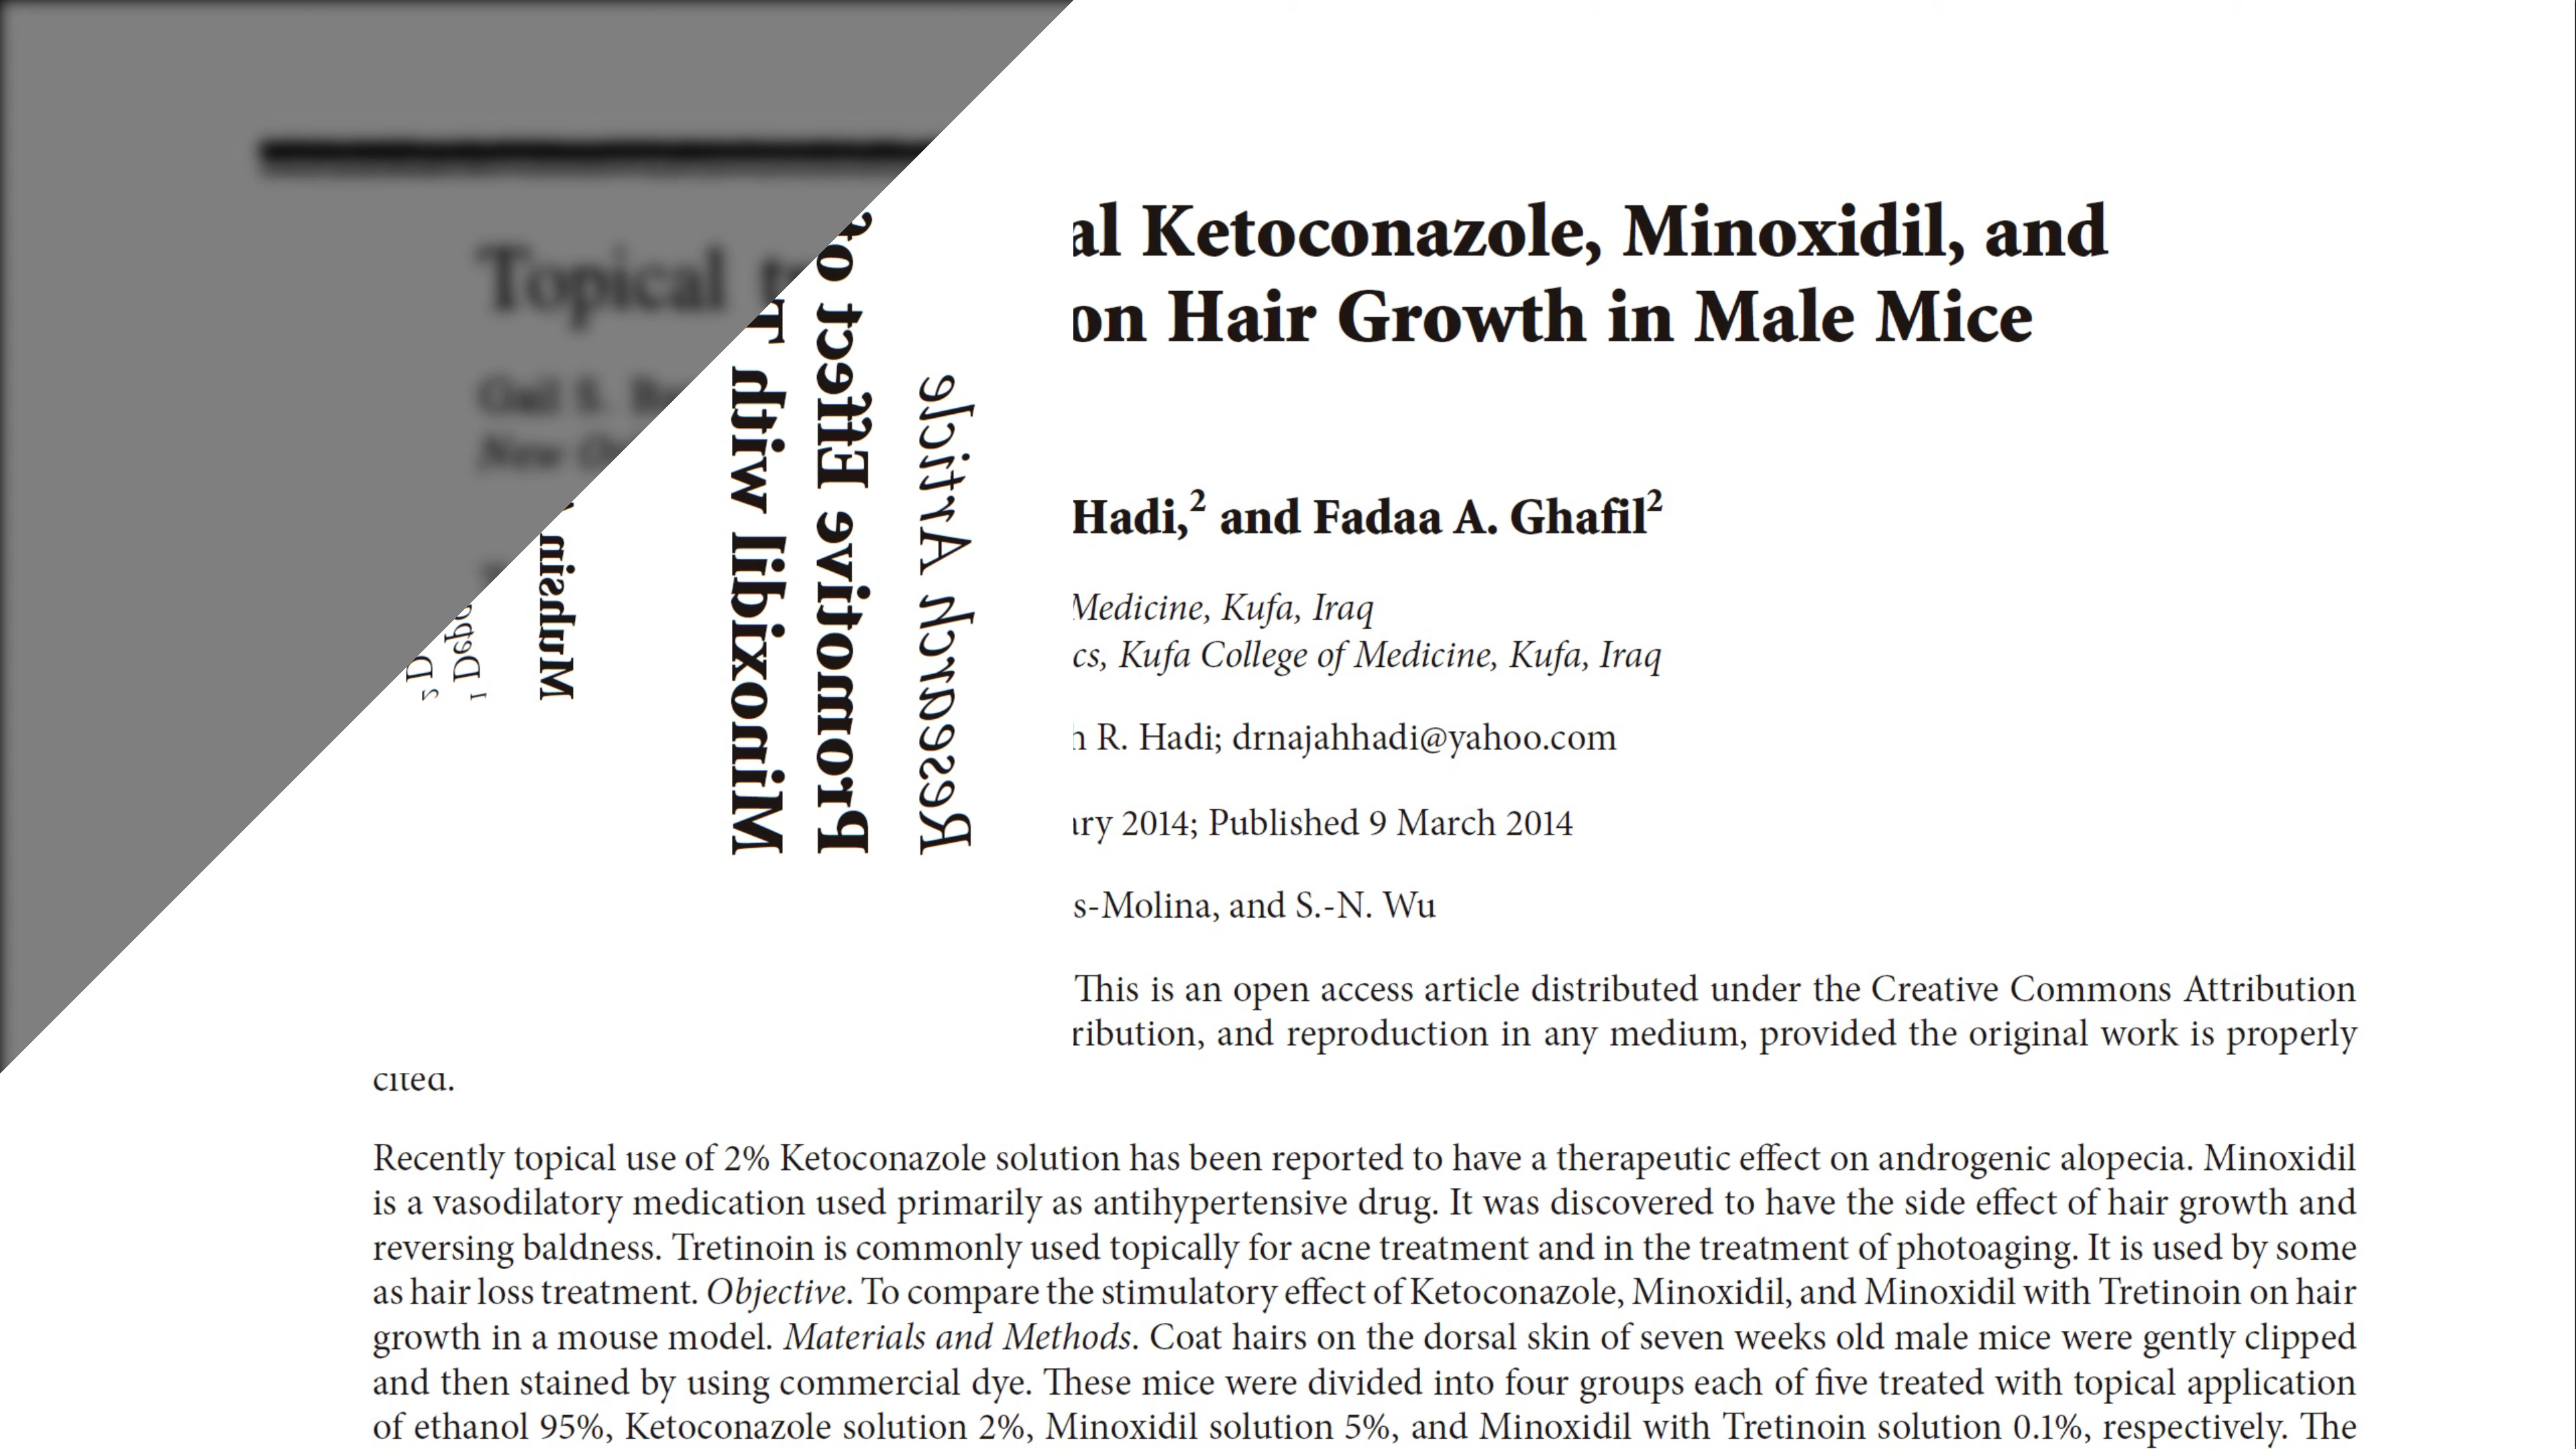 Topical
Gail S.
New
Research Article
Promotive Effect of
Minoxidil with T
Muhsin
1 Depa
2 D
al Ketoconazole, Minoxidil, and
on Hair Growth in Male Mice
Hadi,2 and Fadaa A. Ghafil2
Medicine, Kufa, Iraq
cs, Kufa College of Medicine, Kufa, Iraq
h R. Hadi; drnajahhadi@yahoo.com
ary 2014; Published 9 March 2014
s-Molina, and S.-N. Wu
This is an open access article distributed under the Creative Commons Attribution
ribution, and reproduction in any medium, provided the original work is properly
cited.
Recently topical use of 2% Ketoconazole solution has been reported to have a therapeutic effect on androgenic alopecia. Minoxidil
is a vasodilatory medication used primarily as antihypertensive drug. It was discovered to have the side effect of hair growth and
reversing baldness. Tretinoin is commonly used topically for acne treatment and in the treatment of photoaging. It is used by some
as hair loss treatment. Objective. To compare the stimulatory effect of Ketoconazole, Minoxidil, and Minoxidil with Tretinoin on hair
growth in a mouse model. Materials and Methods. Coat hairs on the dorsal skin of seven weeks old male mice were gently clipped
and then stained by using commercial dye. These mice were divided into four groups each of five treated with topical application
of ethanol 95%, Ketoconazole solution 2%, Minoxidil solution 5%, and Minoxidil with Tretinoin solution 0.1%, respectively. The